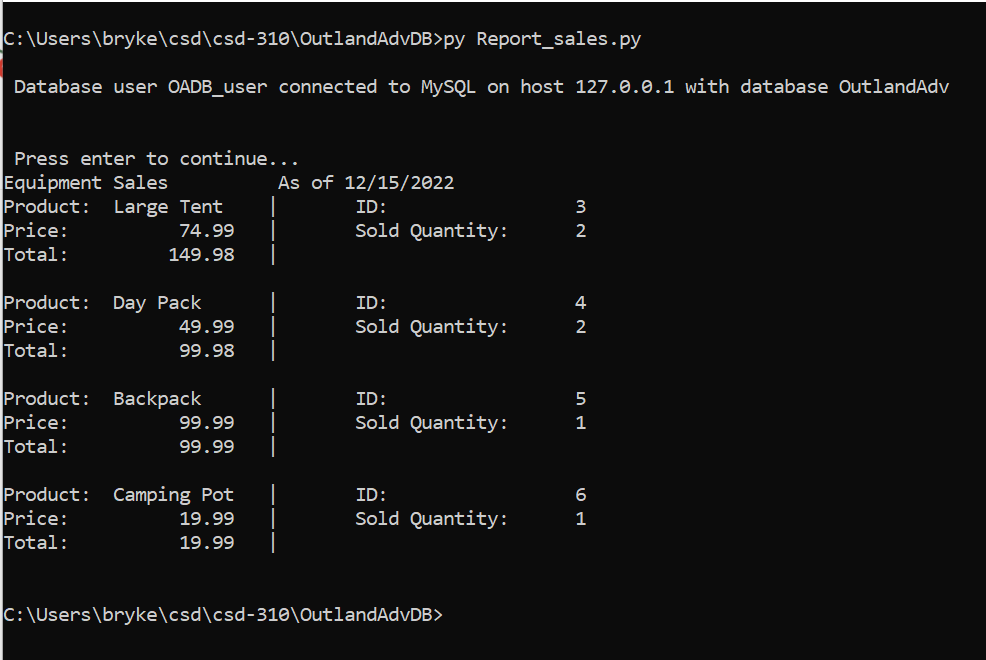 C:\Users\bryke\csd\csd-310\OutlandAdvDB>py Report_sales.py
Database user OADB_user connected to MySQL on host 127.0.0.1 with database OutlandAdv
Press enter to continue...
Equipment Sales          As of 12/15/2022
Product:  Large Tent    |       ID:                 3
Price:          74.99   |       Sold Quantity:      2
Total:         149.98   |
Product:  Day Pack      |       ID:                 4
Price:          49.99   |       Sold Quantity:      2
Total:          99.98   |
Product:  Backpack      |       ID:                 5
Price:          99.99   |       Sold Quantity:      1
Total:          99.99   |
Product:  Camping Pot   |       ID:                 6
Price:          19.99   |       Sold Quantity:      1
Total:          19.99   |
C:\Users\bryke\csd\csd-310\OutlandAdvDB>